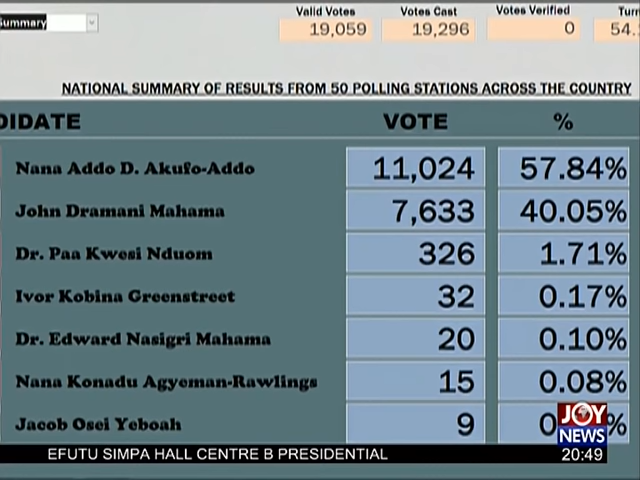 Summary
Valid Votes
19,059
Votes Cast
19,296
Votes Verified
0
NATIONAL SUMMARY OF RESULTS FROM 50 POLLING STATIONS ACROSS THE COUNTRY
VOTE %
Nana Addo D. Akufo-Addo 11,024 57.84%
John Dramani Mahama 7,633 40.05%
Dr. Paa Kwesi Nduom 326 1.71%
Ivor Kobina Greenstreet 32 0.17%
Dr. Edward Nasigri Mahama 20 0.10%
Nana Konadu Agyeman-Rawlings 15 0.08%
Jacob Osei Yeboah 9
JOY
NEWS
EFUTU SIMPA HALL CENTRE B PRESIDENTIAL 20:49